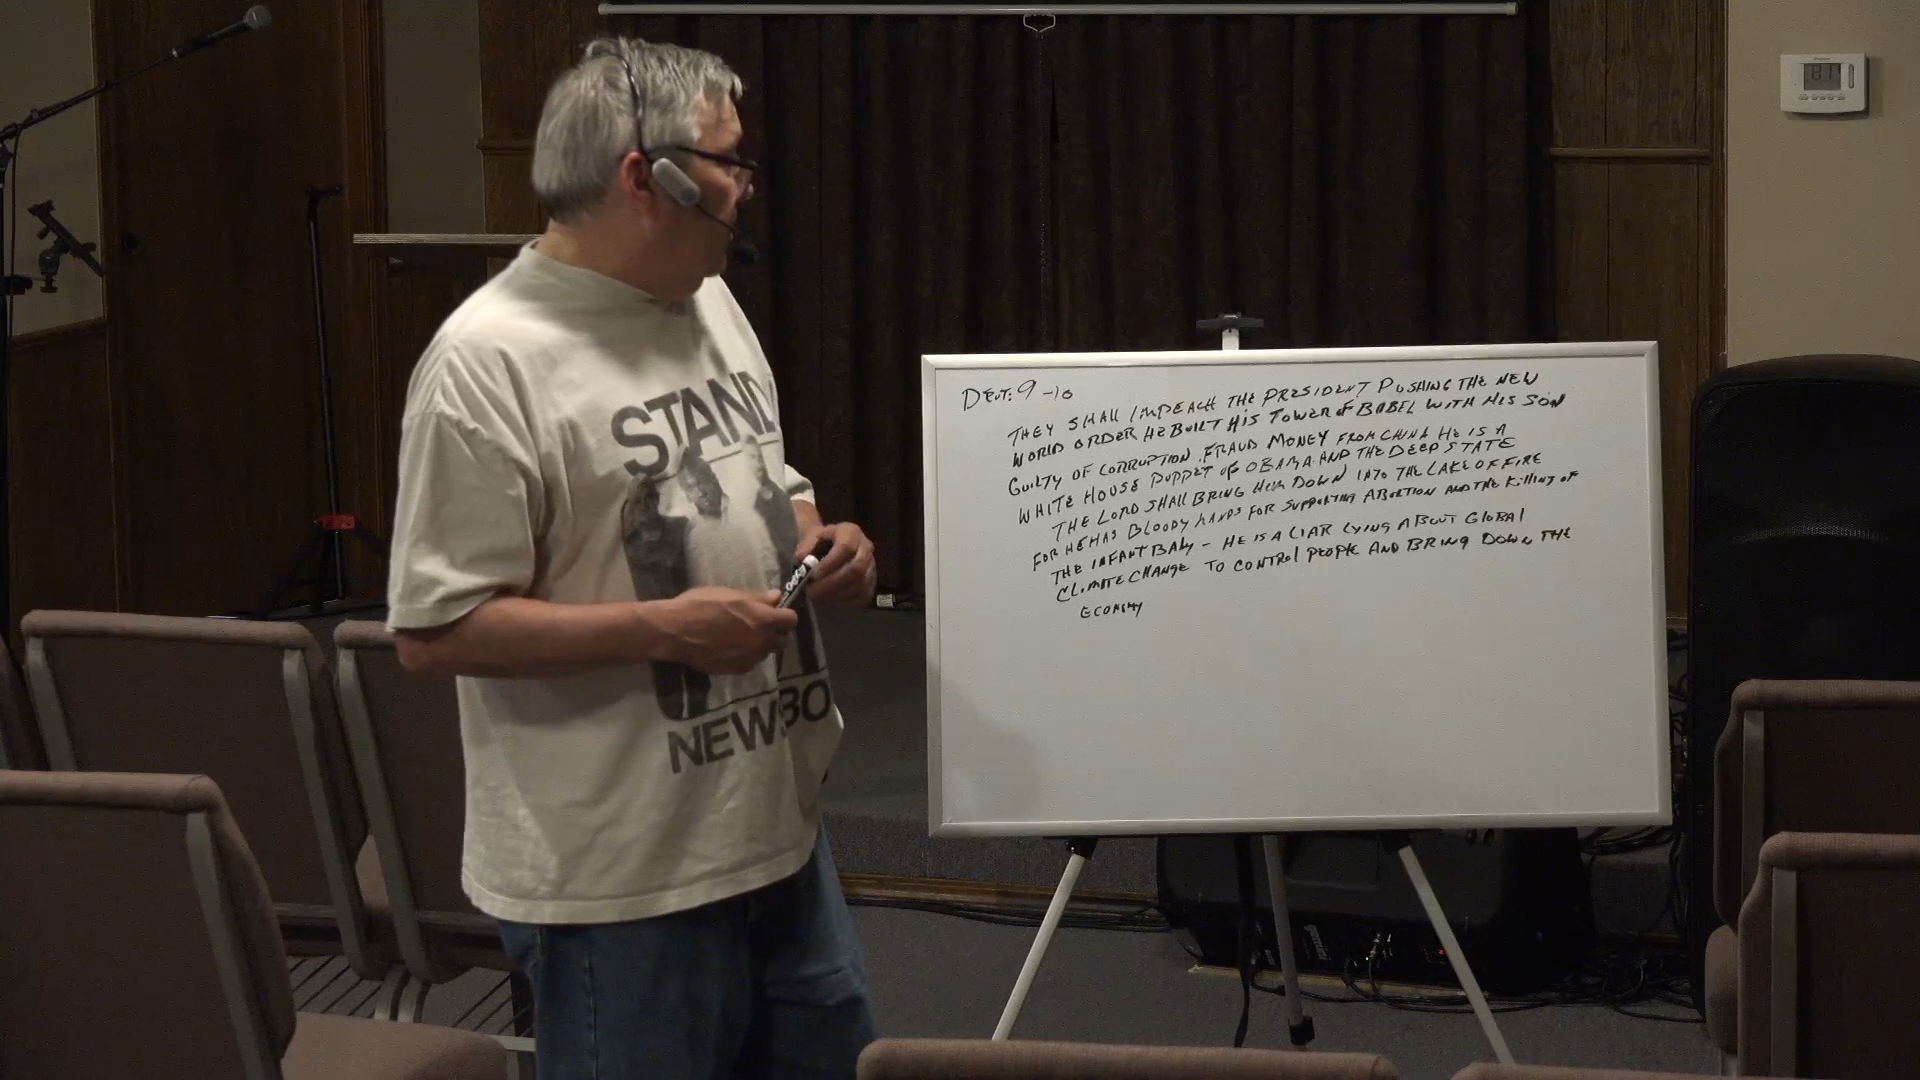 STAND
NEWSBO
81
DEUT: 9-10
THEY SHALL IMPEACH THE PRESIDENT PUSHING THE NEW
WORLD ORDER HE BUILT HIS TOWER OF BABEL WITH HIS SON
GUILTY OF CORRUPTION FRAUD MONEY FROM CHINA HE IS A
WHITE HOUSE PUPPET OF OBAMA AND THE DEEP STATE
THE LORD SHALL BRING HIM DOWN INTO THE LAKE OF FIRE
FOR HE HAS BLOODY HANDS FOR SUPPORTING ABORTION AND THE KILLING OF
THE INFANT BABY - HE IS A LIAR LYING ABOUT GLOBAL
CLIMATE CHANGE TO CONTROL PEOPLE AND BRING DOWN THE
ECONOMY
EXPO